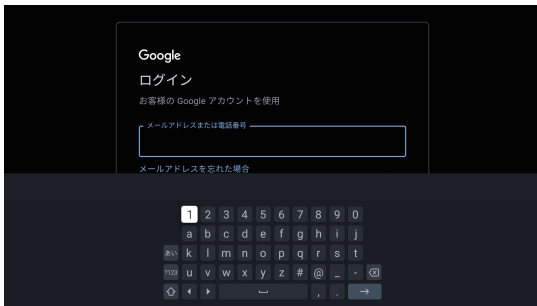 Google
ログイン
お客様の Google アカウントを使用
メールアドレスまたは電話番号
メールアドレスを忘れた場合
1 2 3 4 5 6 7 8 9 0
a b c d e f g h i j
あい k l m n o p q r s t
?123 u v w x y z # @ _ -
, .